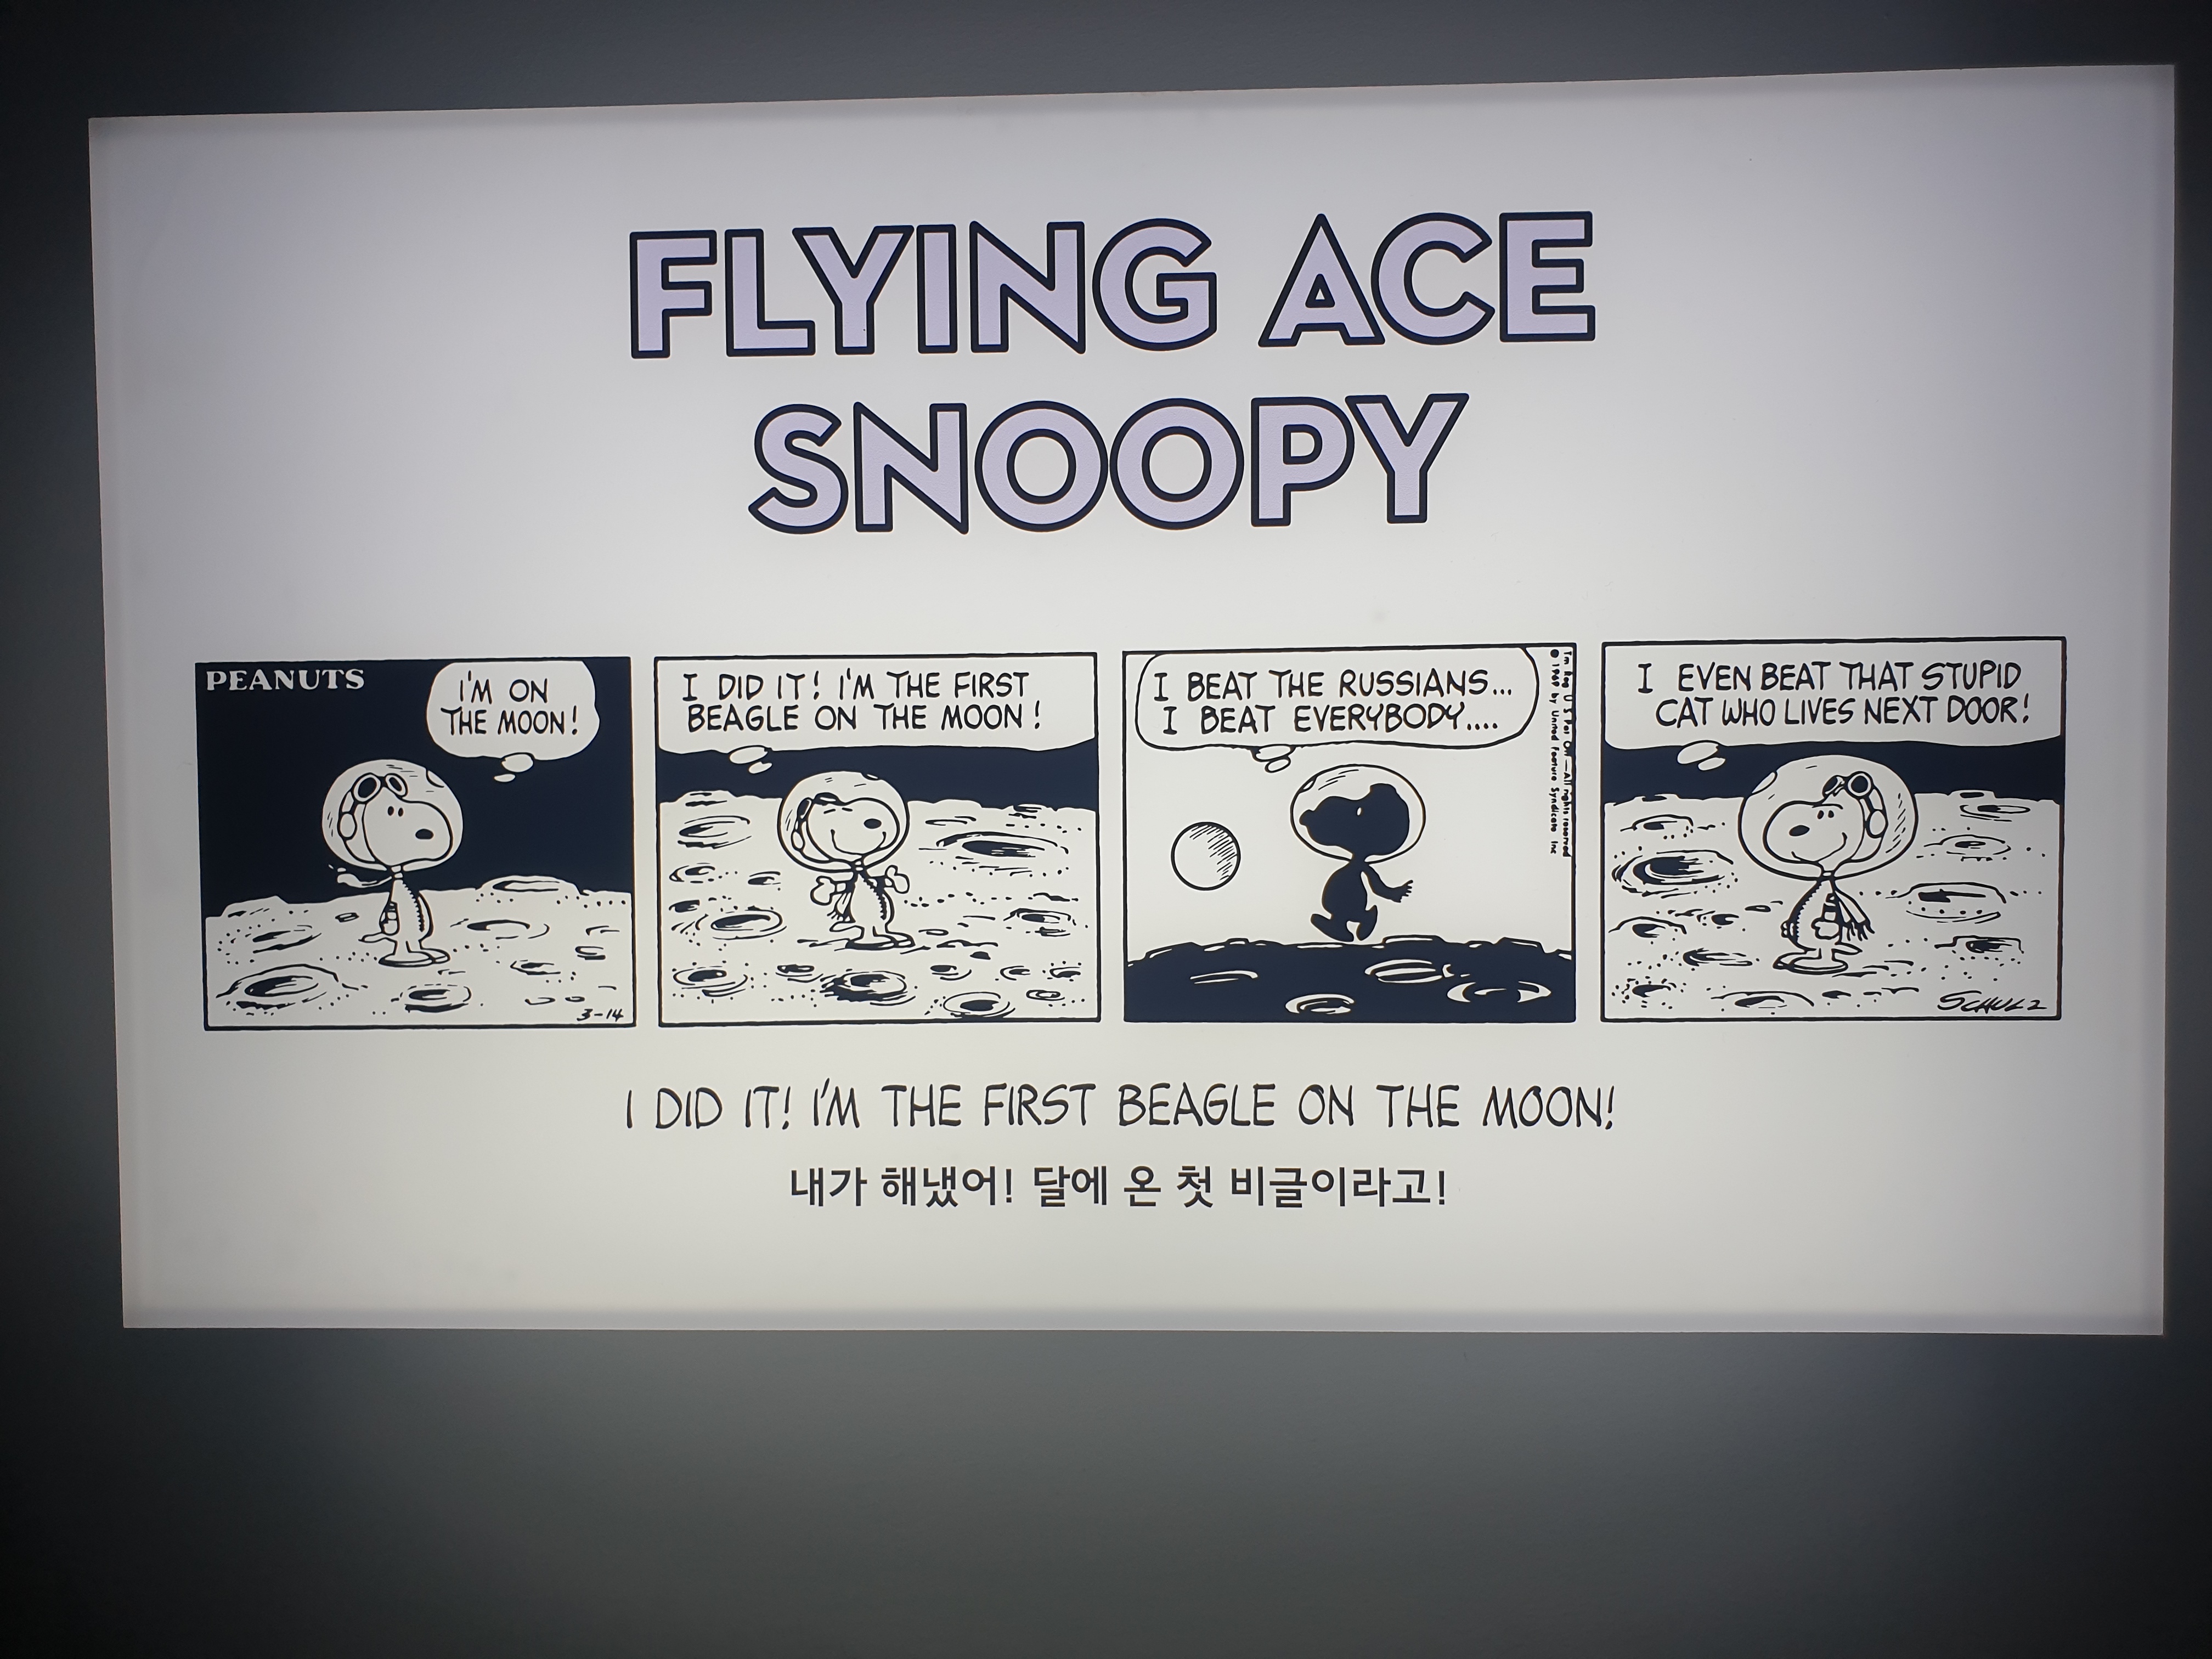 FLYING ACE
SNOOPY
PEANUTS
I'M ON
THE MOON!
3-14
I DID IT! I'M THE FIRST
BEAGLE ON THE MOON!
I BEAT THE RUSSIANS...
I BEAT EVERYBODY....
Tm Reg U S Pat Off —All rights reserved
© 1969 by United Feature Syndicate Inc
I EVEN BEAT THAT STUPID
CAT WHO LIVES NEXT DOOR!
SCHULZ
I DID IT! I'M THE FIRST BEAGLE ON THE MOON!
내가 해냈어! 달에 온 첫 비글이라고!